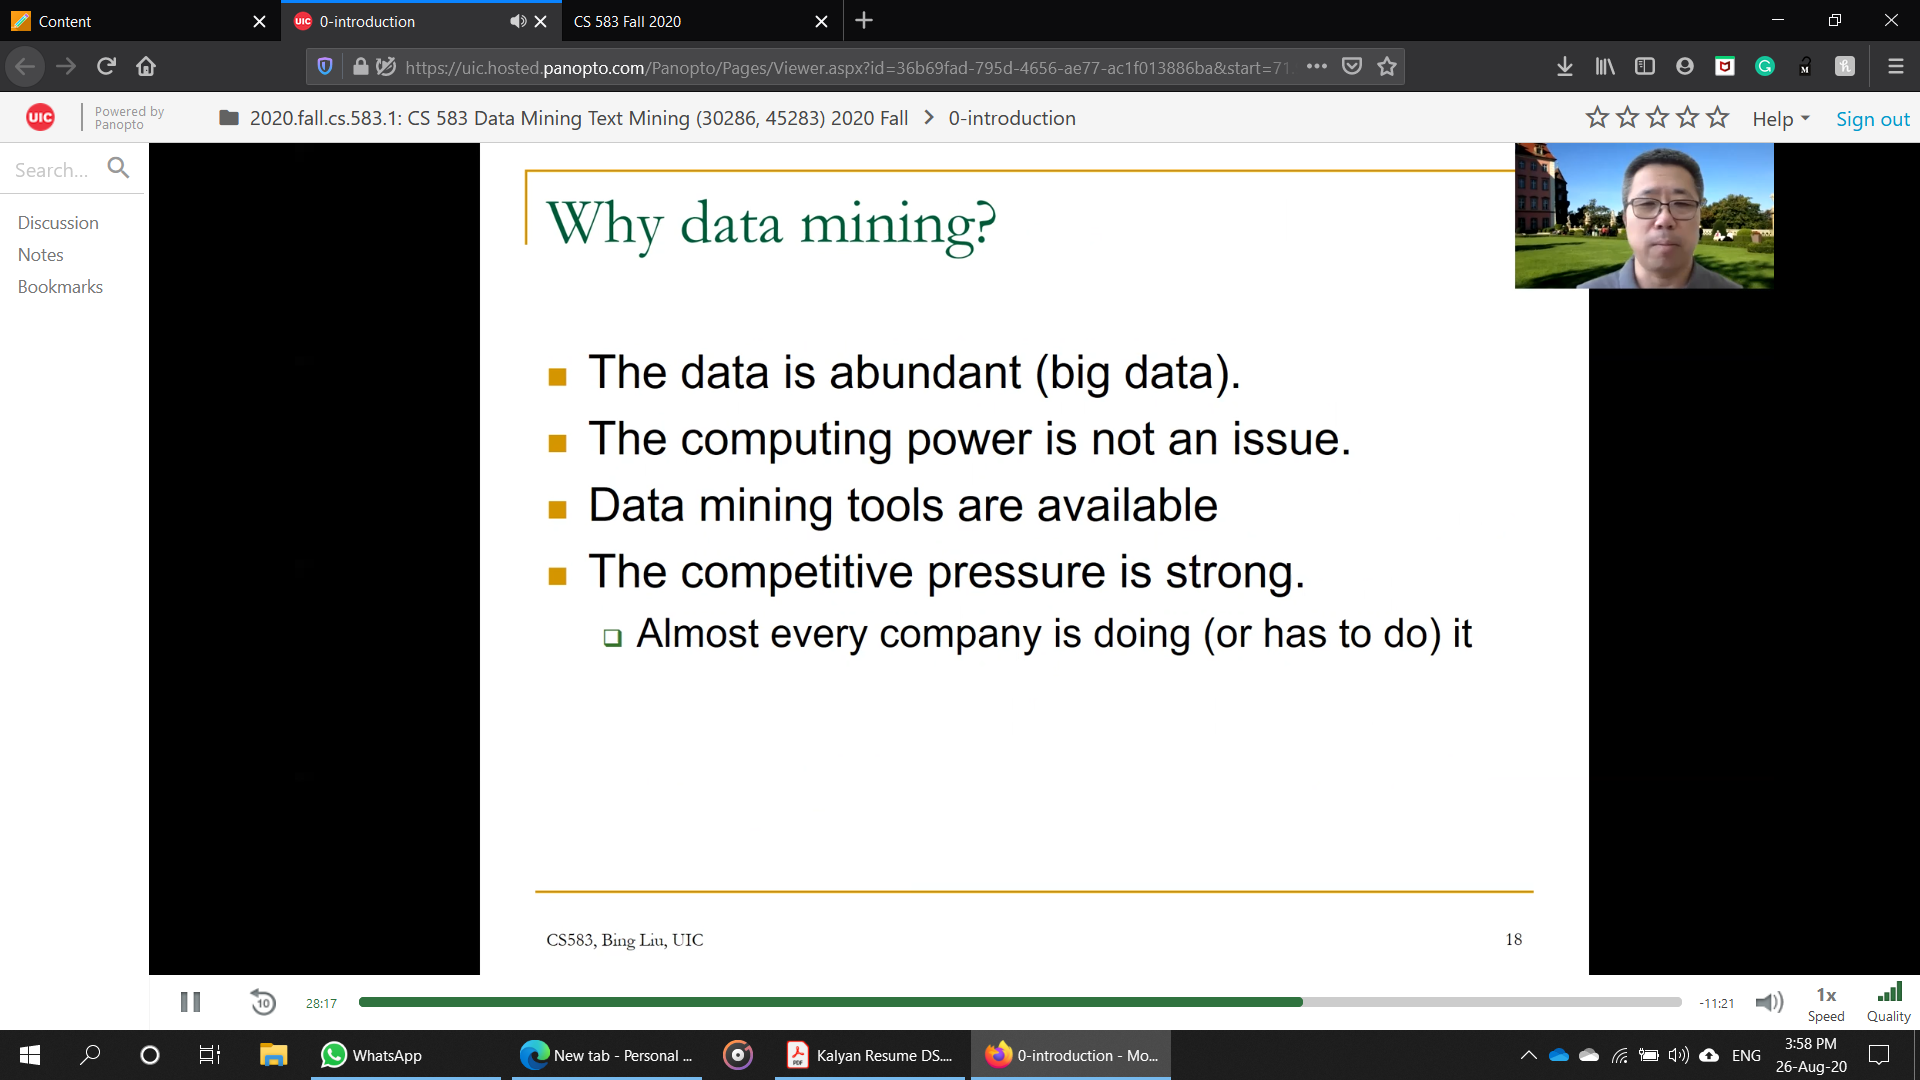 Content
UIC 0-introduction
CS 583 Fall 2020
https://uic.hosted.panopto.com/Panopto/Pages/Viewer.aspx?id=36b69fad-795d-4656-ae77-ac1f013886ba&start=71.
UIC
Powered by
Panopto
2020.fall.cs.583.1: CS 583 Data Mining Text Mining (30286, 45283) 2020 Fall > 0-introduction
Help
Sign out
Search...
Discussion
Notes
Bookmarks
Why data mining?
The data is abundant (big data).
The computing power is not an issue.
Data mining tools are available
The competitive pressure is strong.
Almost every company is doing (or has to do) it
CS583, Bing Liu, UIC
18
10
28:17
-11:21
1x
Speed
Quality
WhatsApp
New tab - Personal ...
Kalyan Resume DS....
0-introduction - Mo...
ENG
3:58 PM
26-Aug-20